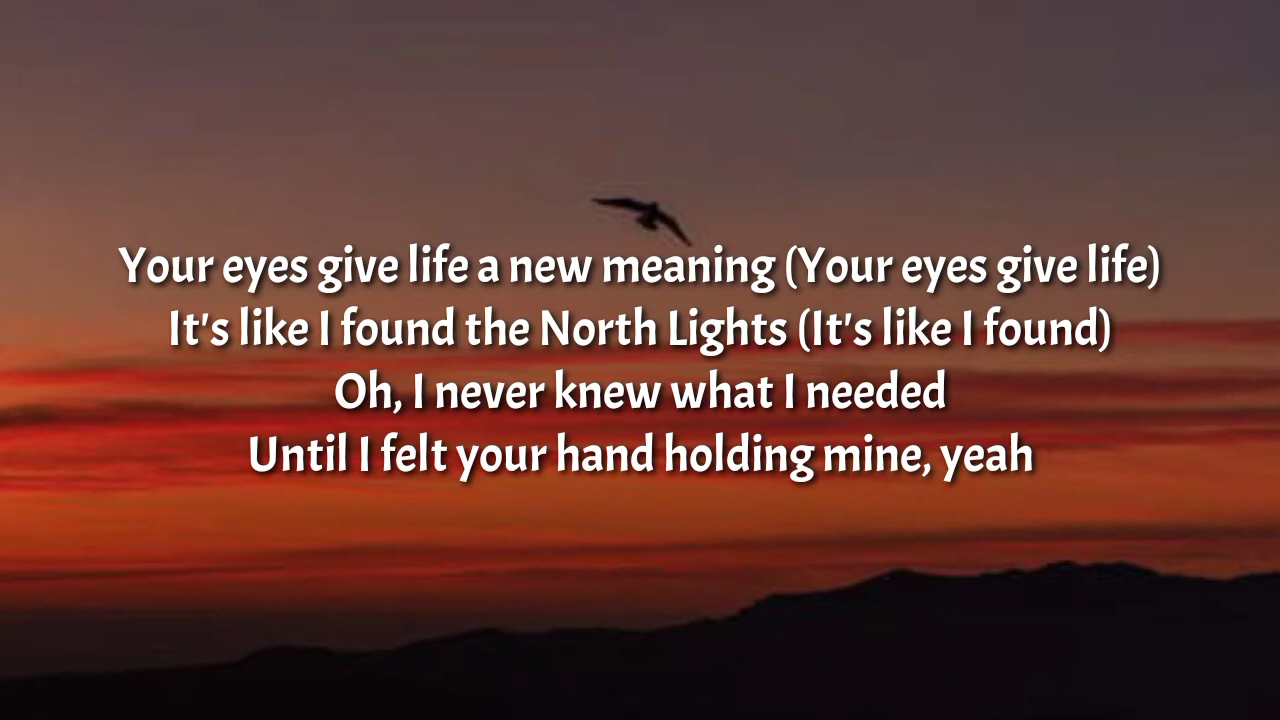 Your eyes give life a new meaning (Your eyes give life)
It's like I found the North Lights (It's like I found)
Oh, I never knew what I needed
Until I felt your hand holding mine, yeah